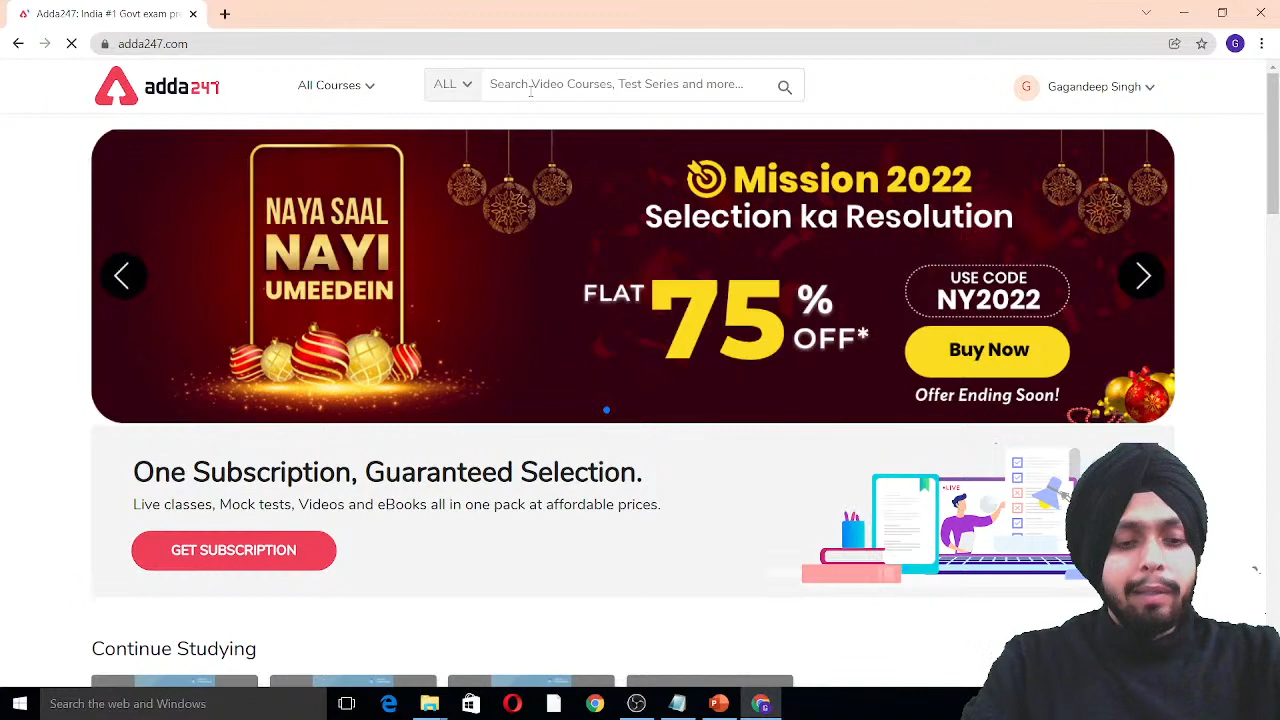 Adda247: India #1 Govt exam pr
adda247.com
G
adda247
All Courses
ALL
Search Video Courses, Test Series and more...
G
Gagandeep Singh
NAYA SAAL
NAYI
UMEEDEIN
Mission 2022
Selection ka Resolution
FLAT 75% OFF*
USE CODE
NY2022
Buy Now
Offer Ending Soon!
One Subscription, Guaranteed Selection.
Live classes, Mock tests, and eBooks all in one pack at affordable prices.
GET SUBSCRIPTION
LIVE
Continue Studying
Search the web and Windows